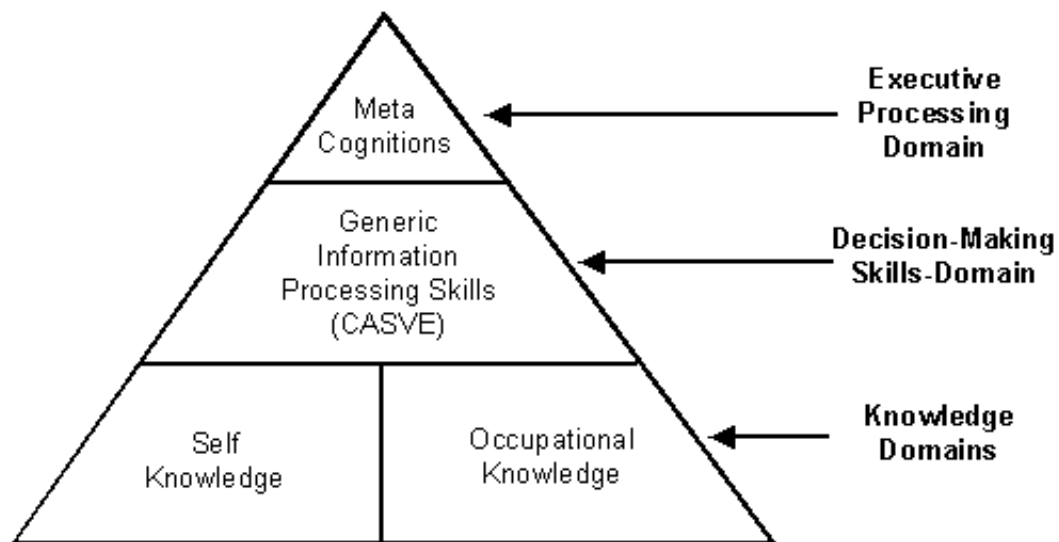 Meta
Cognitions
Executive
Processing
Domain
Generic
Information
Processing Skills
(CASVE)
Decision-Making
Skills-Domain
Self
Knowledge
Occupational
Knowledge
Knowledge
Domains